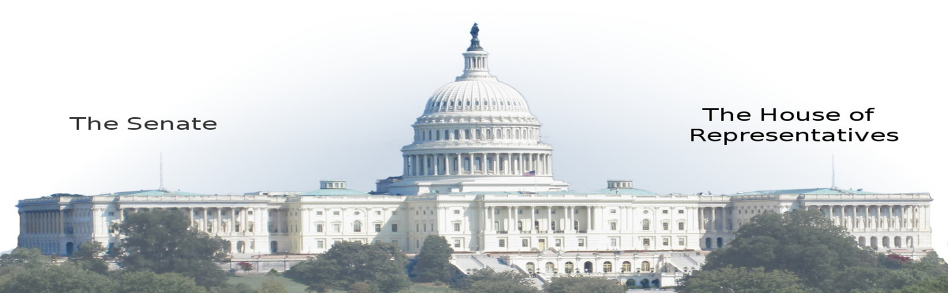 The Senate
The House of
Representatives